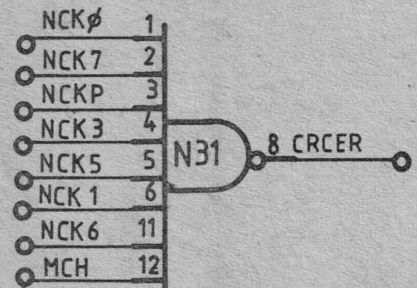 NCKØ 1
NCK7 2
NCKP 3
NCK3 4
NCK5 5
NCK1 6
NCK6 11
MCH 12
N31
8 CRCER